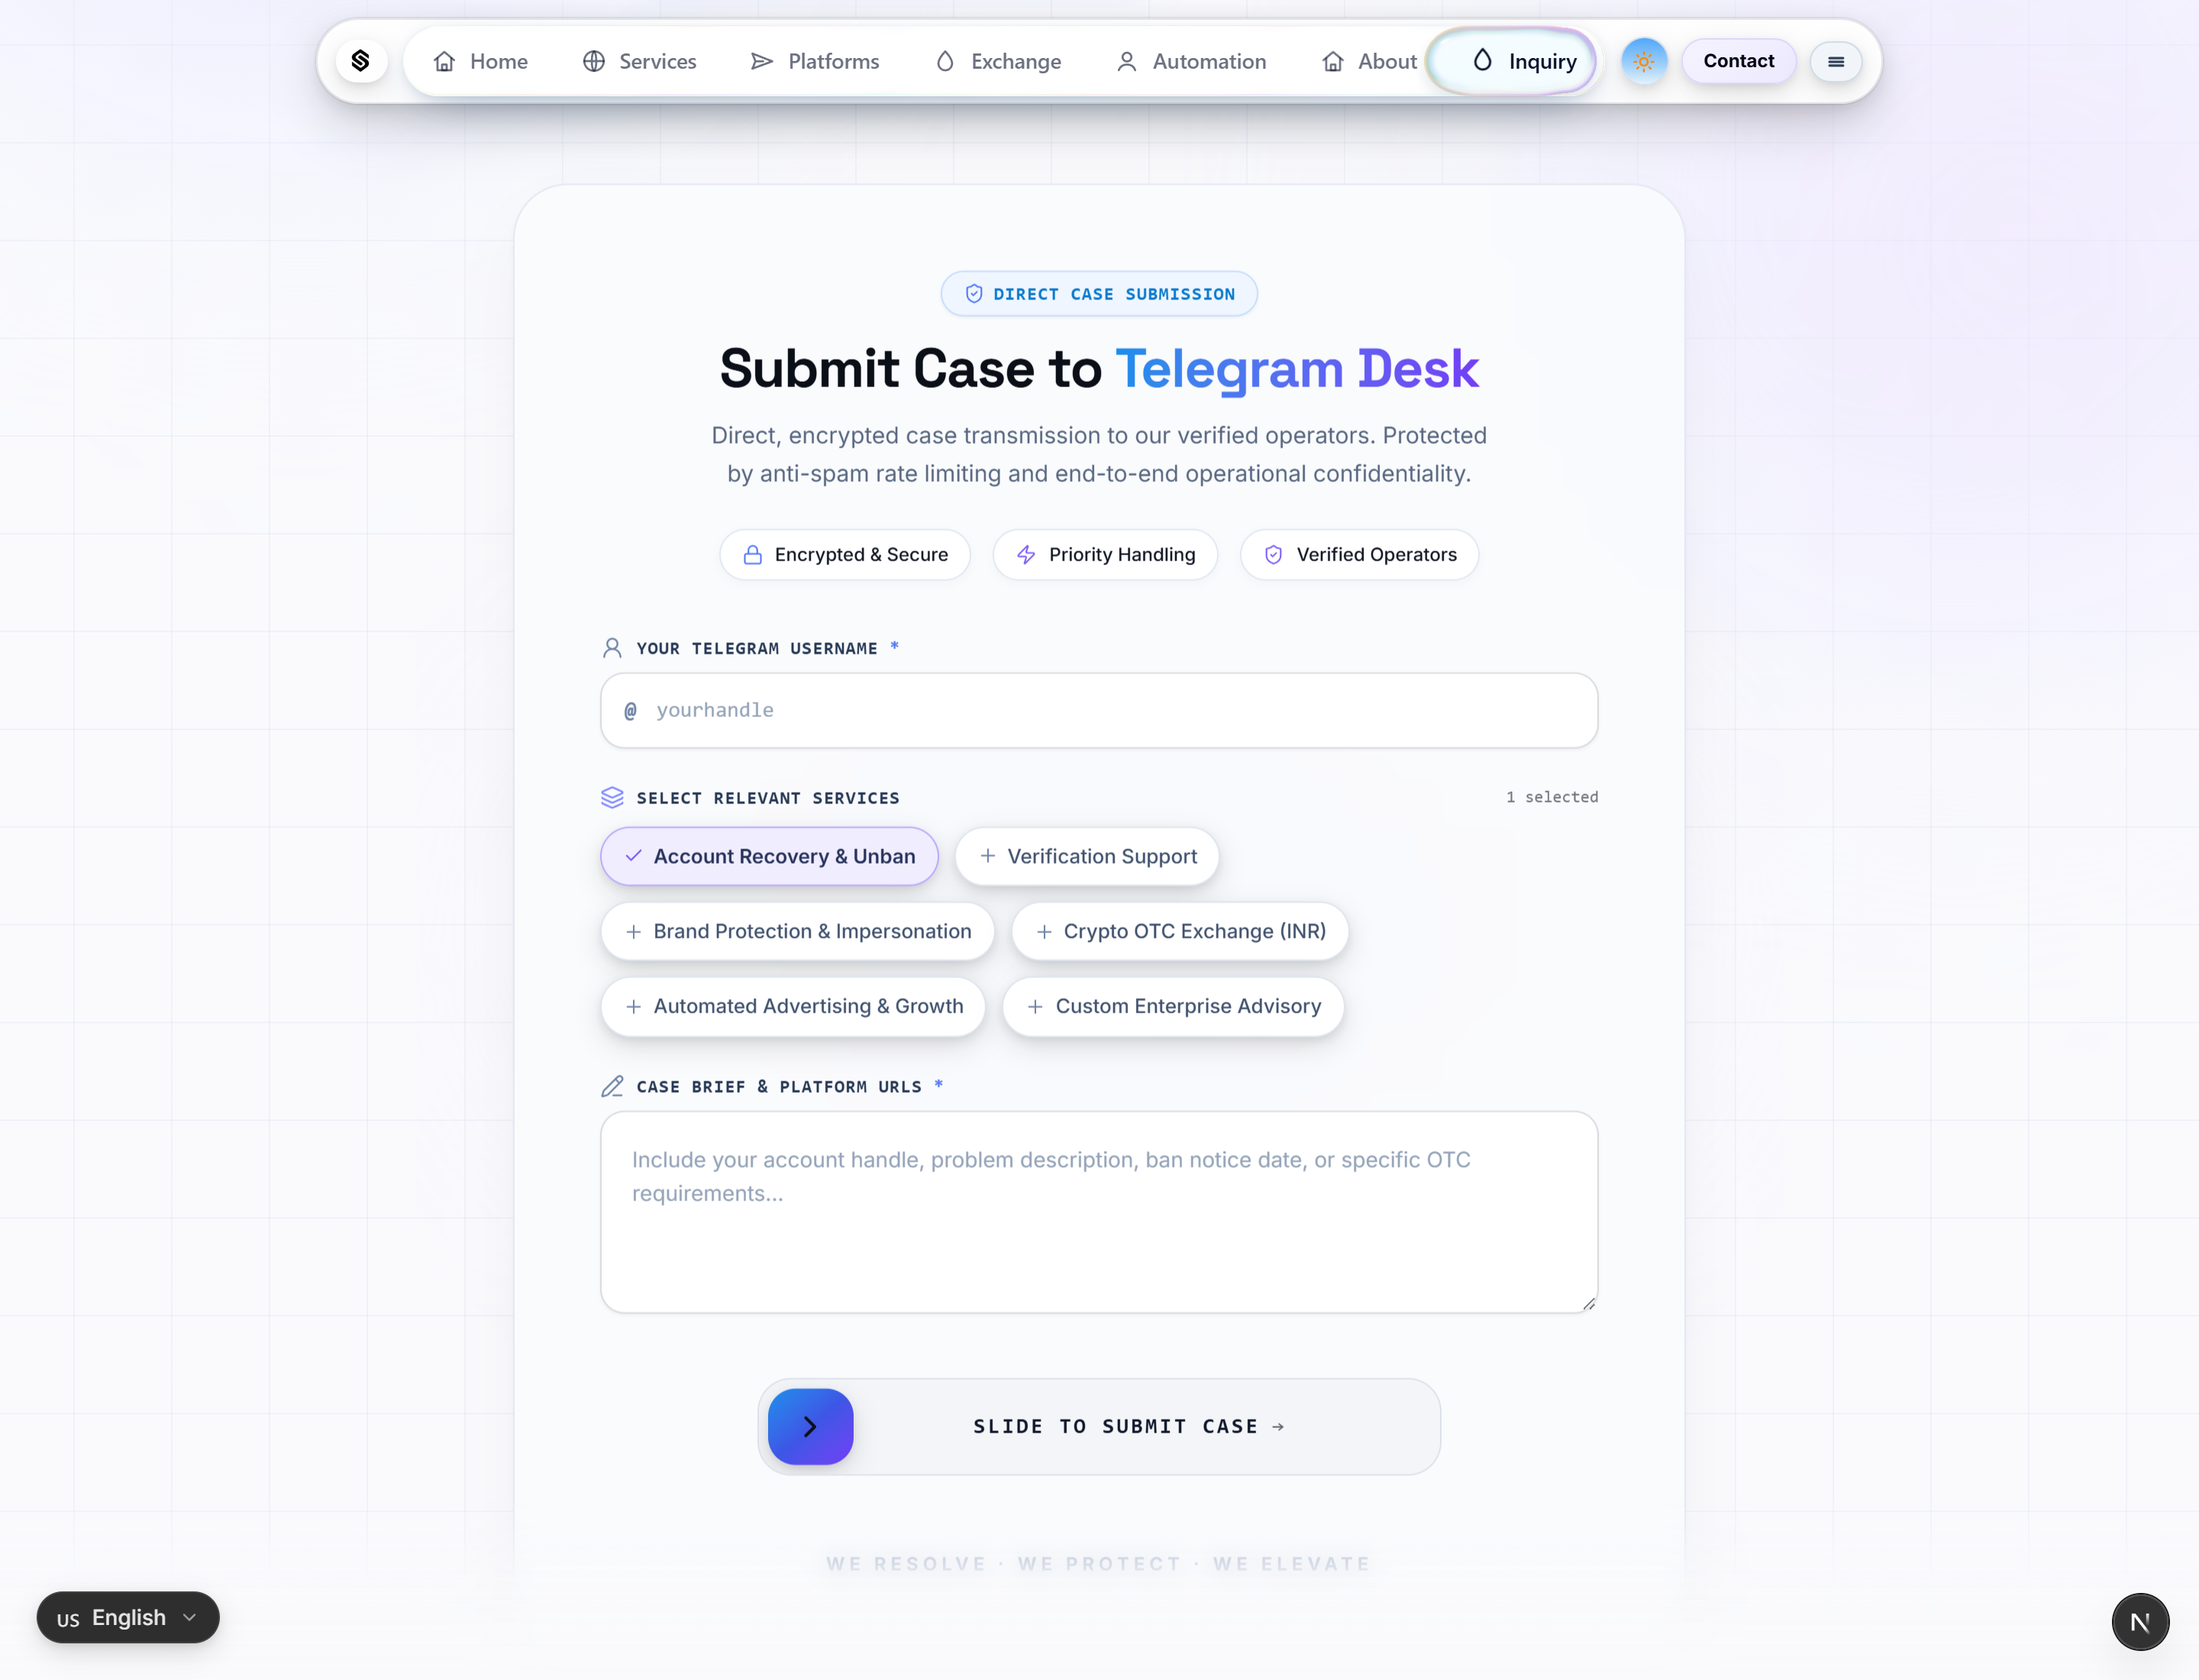 Home Services Platforms Exchange Automation About Inquiry Contact
DIRECT CASE SUBMISSION
Submit Case to Telegram Desk
Direct, encrypted case transmission to our verified operators. Protected
by anti-spam rate limiting and end-to-end operational confidentiality.
Encrypted & Secure Priority Handling Verified Operators
YOUR TELEGRAM USERNAME *
@ yourhandle
SELECT RELEVANT SERVICES 1 selected
Account Recovery & Unban Verification Support
Brand Protection & Impersonation Crypto OTC Exchange (INR)
Automated Advertising & Growth Custom Enterprise Advisory
CASE BRIEF & PLATFORM URLS *
Include your account handle, problem description, ban notice date, or specific OTC
requirements...
SLIDE TO SUBMIT CASE →
WE RESOLVE · WE PROTECT · WE ELEVATE
US English
N